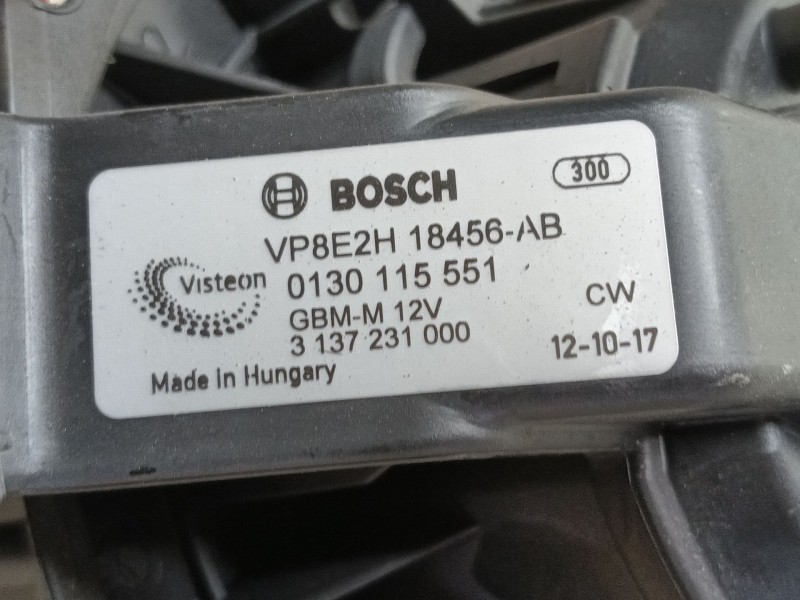 BOSCH
300
VP8E2H 18456-AB
Visteon
0130 115 551
GBM-M 12V
CW
3 137 231 000
12-10-17
Made in Hungary